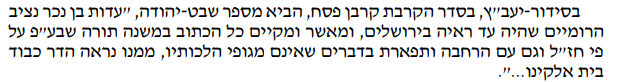 בסידור-יעב״ץ, בסדר הקרבת קרבן פסח, הביא מספר שבט-יהודה, ״עדות בן נכר נציב
הרומיים שהיה עד ראיה בירושלים, ומאשר ומקיים כל הכתוב במשנה תורה שבע״פ על
פי חז״ל וגם עם הרחבה ותפארת בדברים שאינם מגופי הלכותיו, ממנו נראה הדר כבוד
בית אלקינו...״.